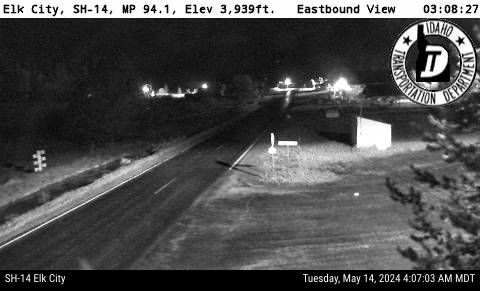 Elk City, SH-14, MP 94.1, Elev 3,939ft. Eastbound View 03:08:27
IDAHO
T
TRANSPORTATION DEPARTMENT
SH-14 Elk City Tuesday, May 14, 2024 4:07:03 AM MDT